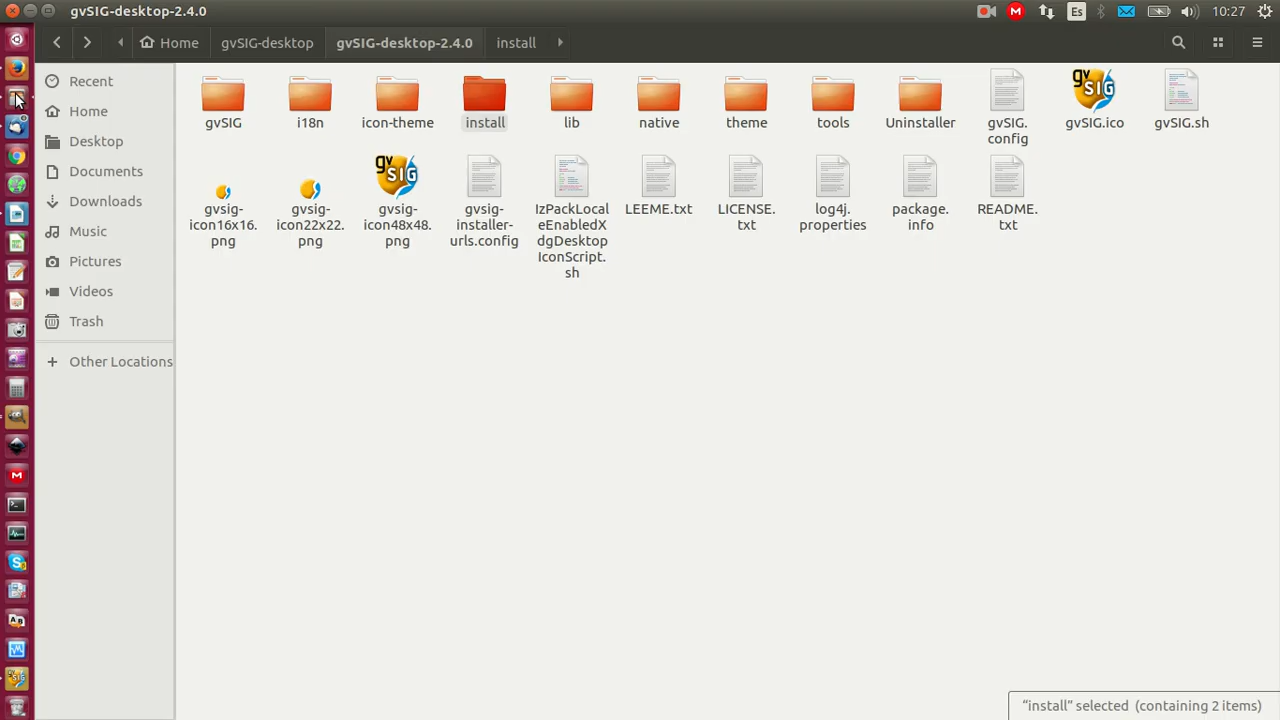 gvSIG-desktop-2.4.0
Es
10:27
Home
gvSIG-desktop
gvSIG-desktop-2.4.0
install
Recent
Home
Desktop
Documents
Downloads
Music
Pictures
Videos
Trash
Other Locations
gvSIG
i18n
icon-theme
install
lib
native
theme
tools
Uninstaller
gvSIG.
config
gvSIG.ico
gvSIG.sh
gvsig-
icon16x16.
png
gvsig-
icon22x22.
png
gvsig-
icon48x48.
png
gvsig-
installer-
urls.config
IzPackLocal
eEnabledX
dgDesktop
IconScript.
sh
LEEME.txt
LICENSE.
txt
log4j.
properties
package.
info
README.
txt
gv
SIG
gv
SIG
"install" selected (containing 2 items)